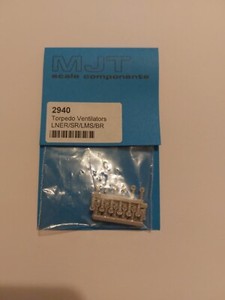 MJT
scale components
2940
Torpedo Ventilators
LNER/SR/LMS/BR